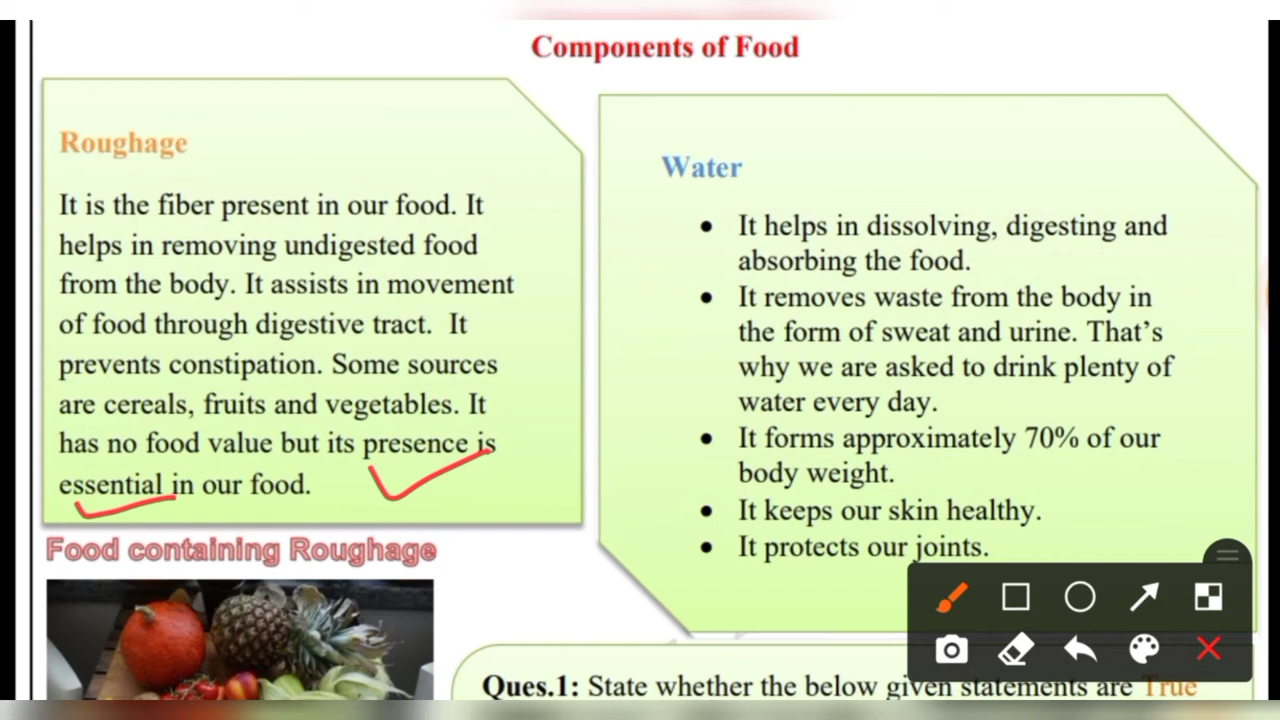 Components of Food
Roughage
It is the fiber present in our food. It
helps in removing undigested food
from the body. It assists in movement
of food through digestive tract. It
prevents constipation. Some sources
are cereals, fruits and vegetables. It
has no food value but its presence is
essential in our food.
Food containing Roughage
Water
• It helps in dissolving, digesting and
absorbing the food.
• It removes waste from the body in
the form of sweat and urine. That’s
why we are asked to drink plenty of
water every day.
• It forms approximately 70% of our
body weight.
• It keeps our skin healthy.
• It protects our joints.
Ques.1: State whether the below given statements are True